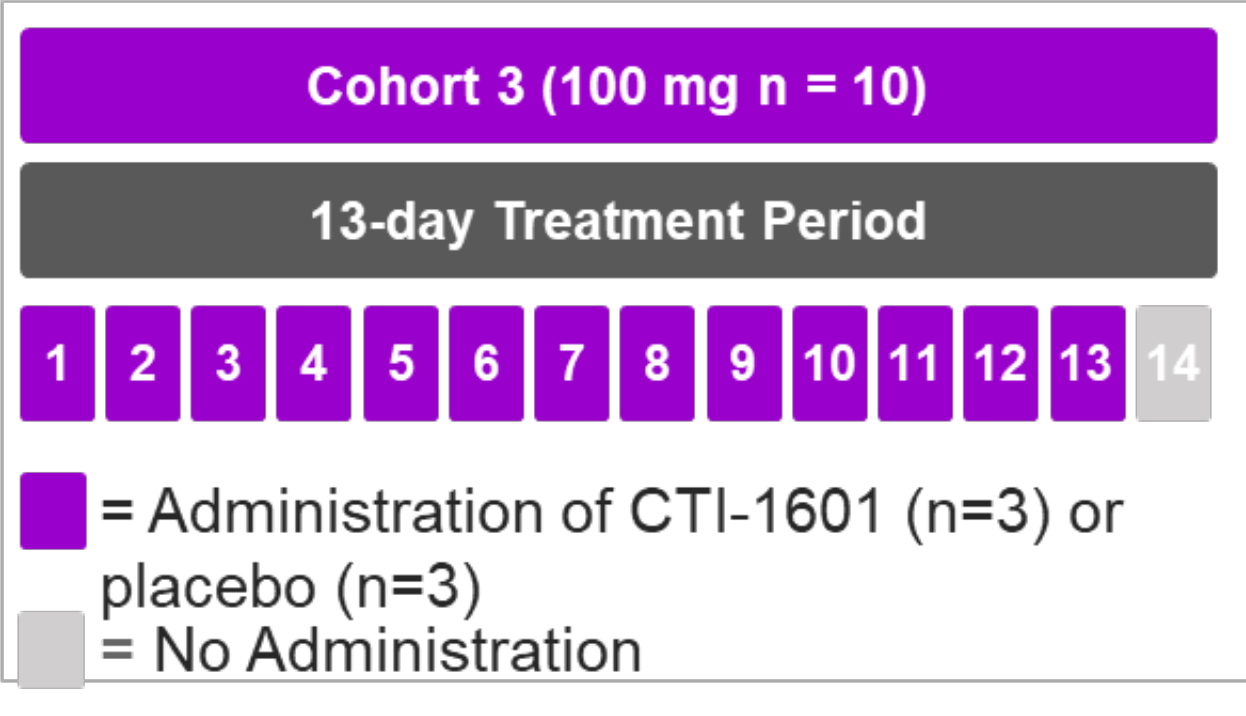 Cohort 3 (100 mg n = 10)
13-day Treatment Period
1 2 3 4 5 6 7 8 9 10 11 12 13 14
= Administration of CTI-1601 (n=3) or
placebo (n=3)
= No Administration